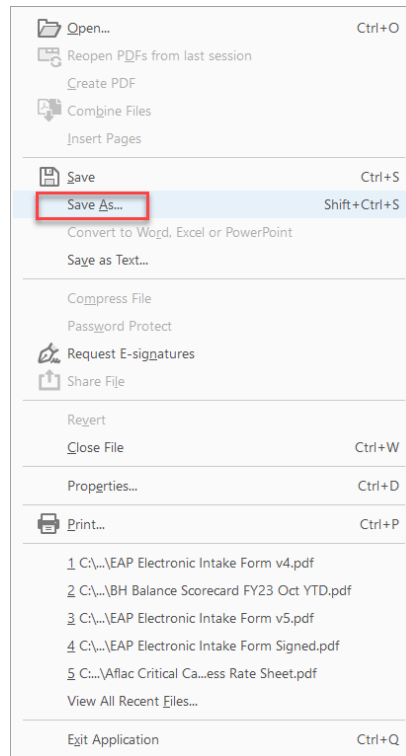 Open... Ctrl+O
Reopen PDFs from last session
Create PDF
Combine Files
Insert Pages
Save Ctrl+S
Save As... Shift+Ctrl+S
Convert to Word, Excel or PowerPoint
Save as Text...
Compress File
Password Protect
Request E-signatures
Share File
Revert
Close File Ctrl+W
Properties... Ctrl+D
Print... Ctrl+P
1 C:\...\EAP Electronic Intake Form v4.pdf
2 C:\...\BH Balance Scorecard FY23 Oct YTD.pdf
3 C:\...\EAP Electronic Intake Form v5.pdf
4 C:\...\EAP Electronic Intake Form Signed.pdf
5 C:...\Aflac Critical Ca...ess Rate Sheet.pdf
View All Recent Files...
Exit Application Ctrl+Q